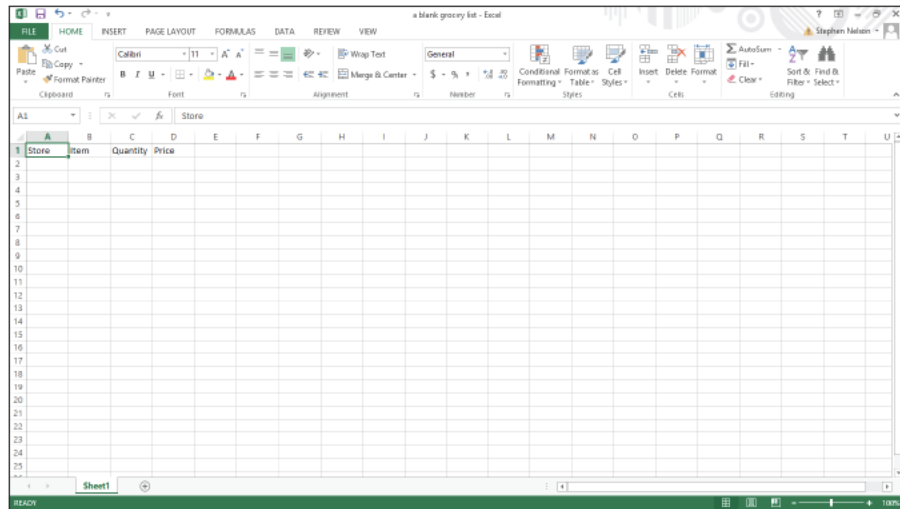 a blank grocery list - Excel
FILE HOME INSERT PAGE LAYOUT FORMULAS DATA REVIEW VIEW Stephen Nelson
Cut Calibri 11 Wrap Text General AutoSum
Copy Fill
Paste Format Painter B I U Merge & Center $ % Conditional Formatting Format as Table Cell Styles Insert Delete Format Clear Sort & Filter Find & Select
Clipboard Font Alignment Number Styles Cells Editing
A1 fx Store
A B C D E F G H I J K L M N O P Q R S T U
1 Store Item Quantity Price
2
3
4
5
6
7
8
9
10
11
12
13
14
15
16
17
18
19
20
21
22
23
24
25
Sheet1
READY 100%